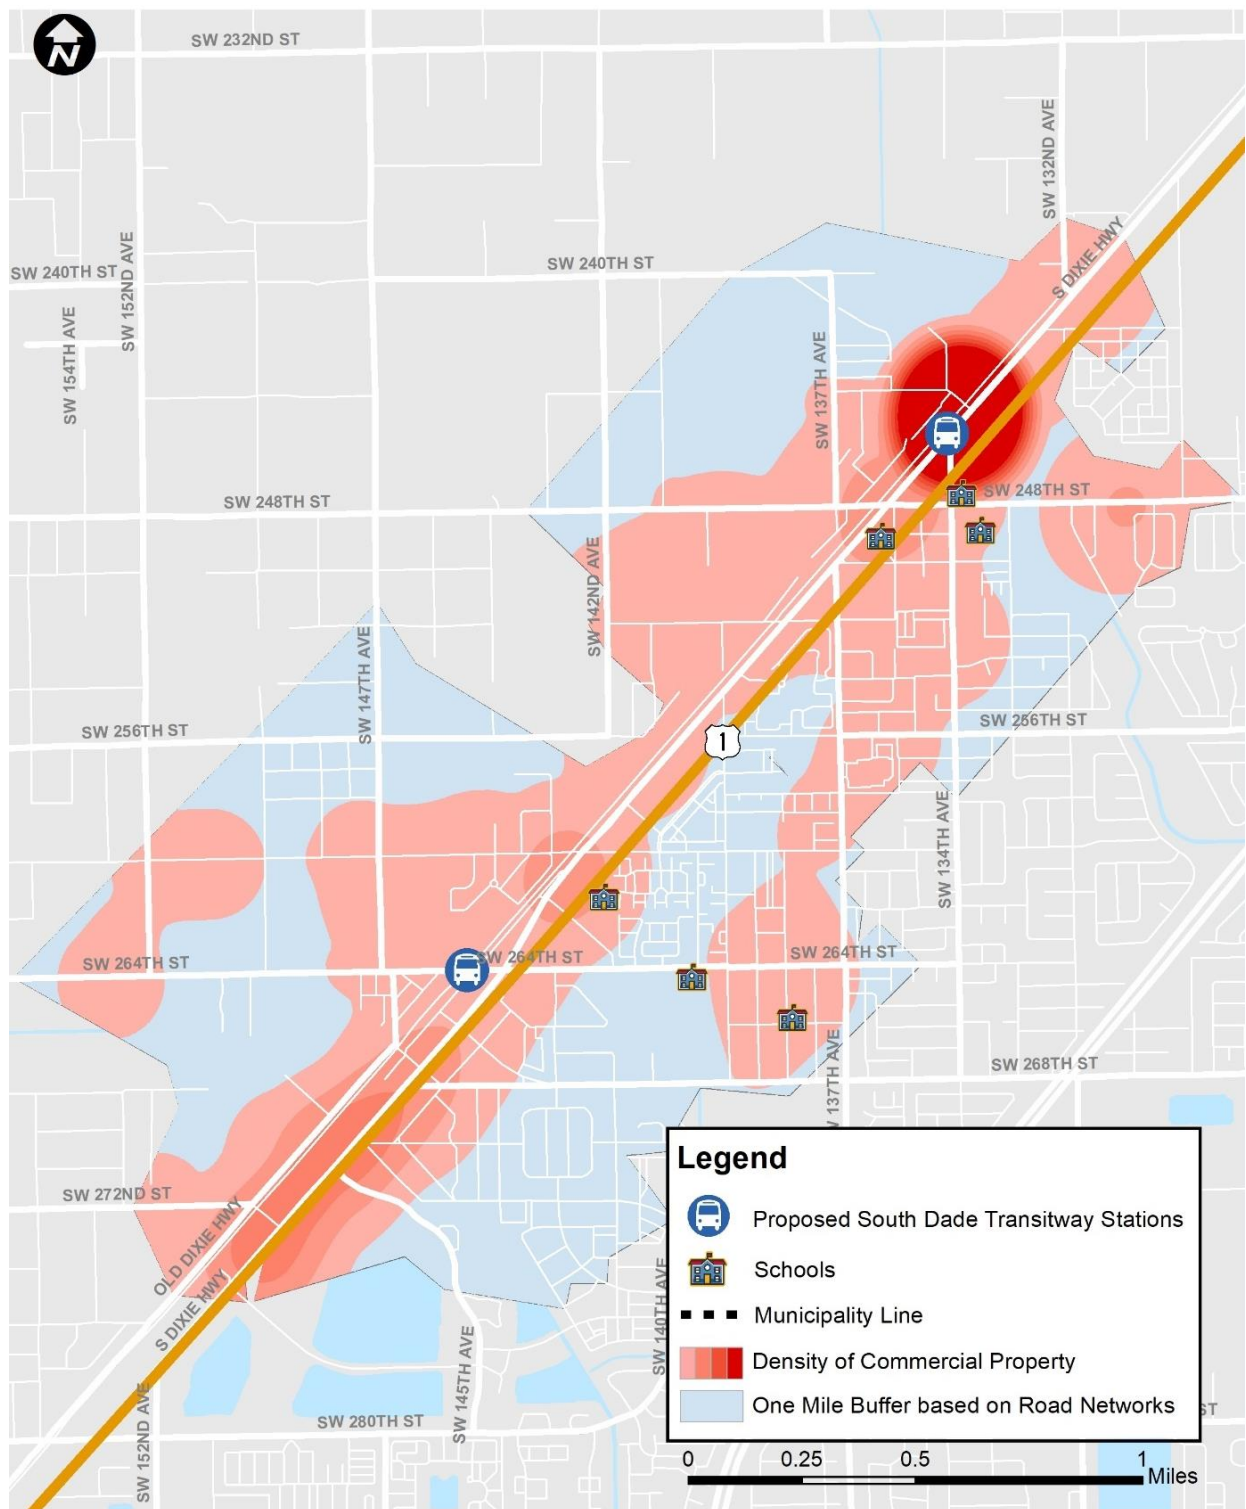 N
SW 232ND ST
SW 132ND AVE
S DIXIE HWY
SW 240TH ST
SW 152ND AVE
SW 240TH ST
SW 154TH AVE
SW 137TH AVE
SW 248TH ST
SW 248TH ST
SW 142ND AVE
SW 147TH AVE
SW 256TH ST
1
SW 256TH ST
SW 134TH AVE
SW 264TH ST
SW 264TH ST
SW 264TH ST
SW 268TH ST
W 137TH AVE
SW 272ND ST
OLD DIXIE HWY
S DIXIE HWY
SW 145TH AVE
SW 140TH AVE
SW 152ND AVE
SW 280TH ST
ST
Legend
Proposed South Dade Transitway Stations
Schools
Municipality Line
Density of Commercial Property
One Mile Buffer based on Road Networks
0 0.25 0.5 1
Miles